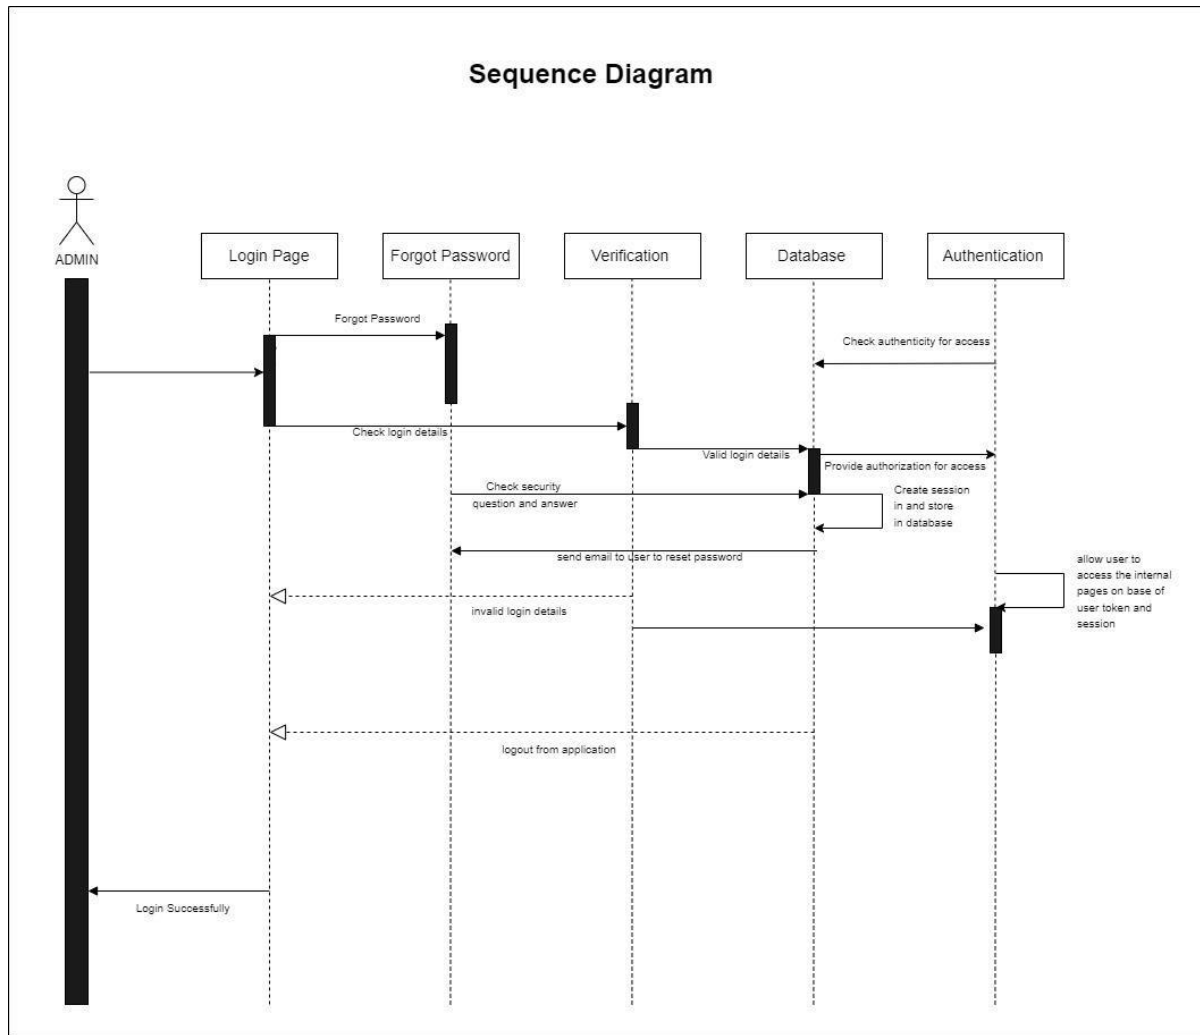 Sequence Diagram
ADMIN
Login Page
Forgot Password
Verification
Database
Authentication
Forgot Password
Check authenticity for access
Check login details
Valid login details
Provide authorization for access
Check security
question and answer
Create session
in and store
in database
send email to user to reset password
allow user to
access the internal
pages on base of
user token and
session
invalid login details
logout from application
Login Successfully